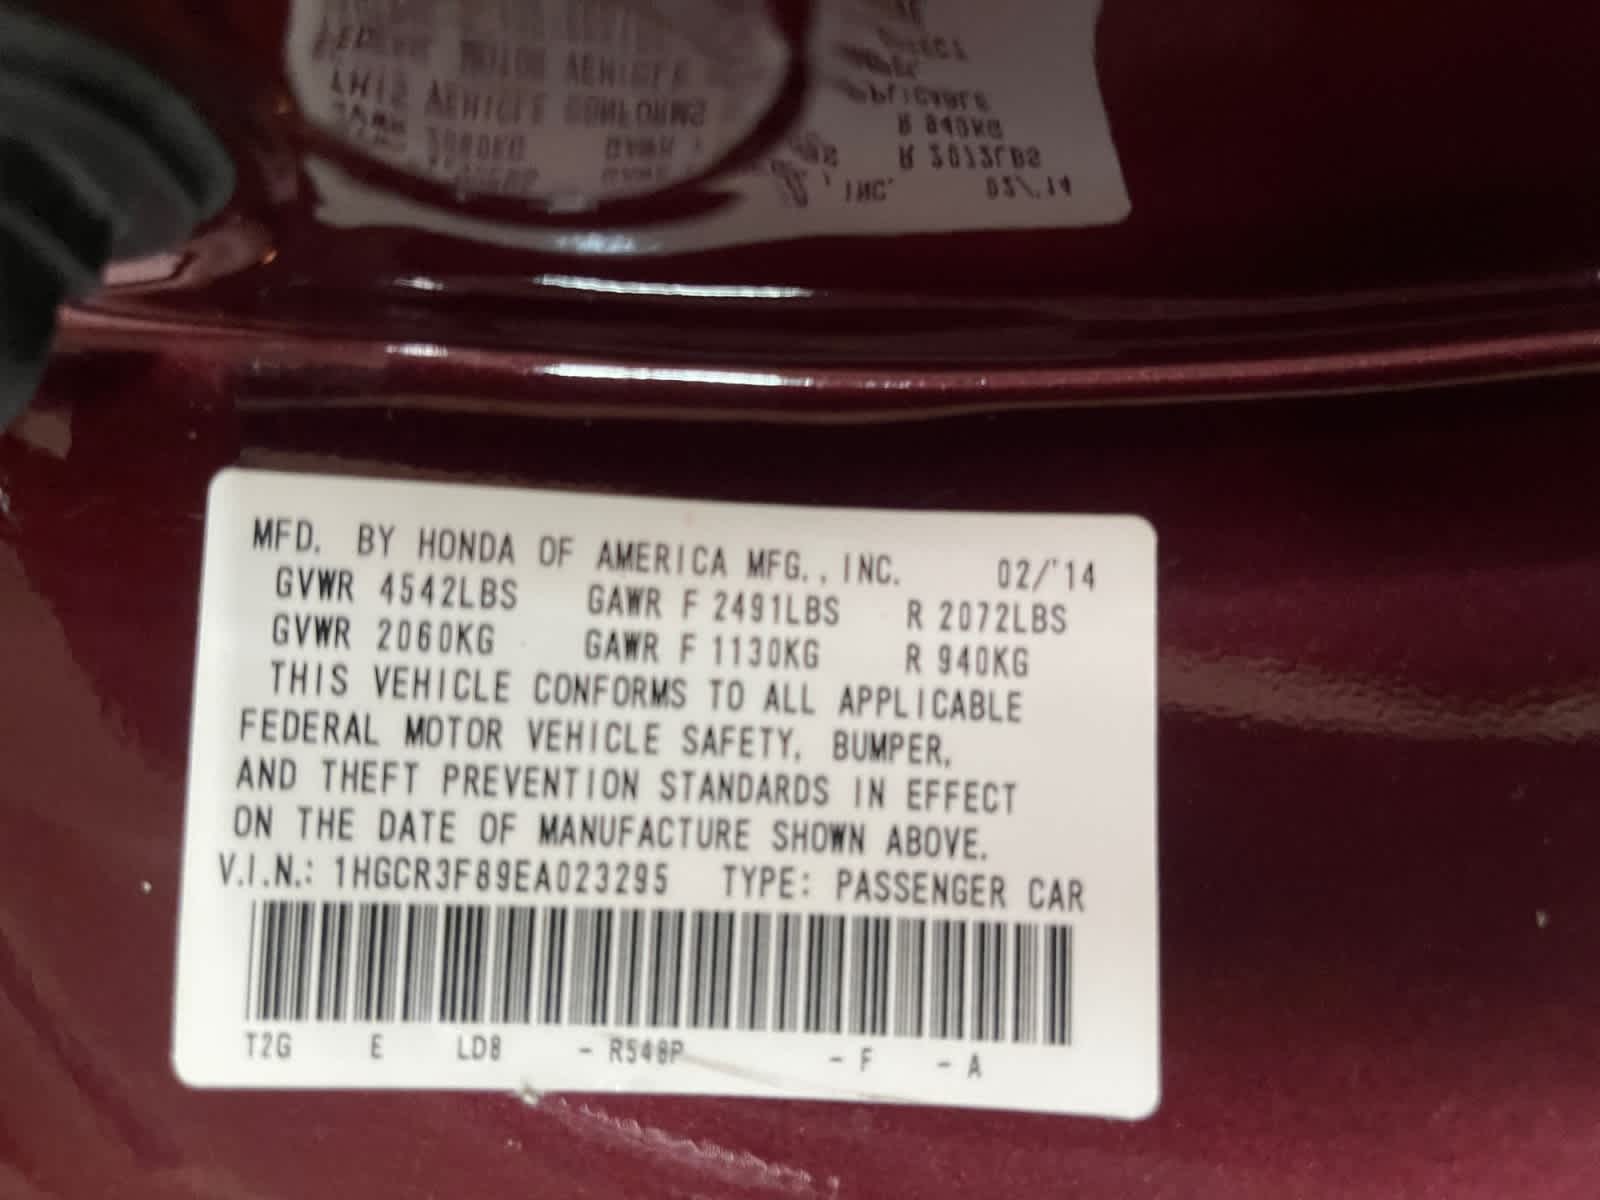 MFD. BY HONDA OF AMERICA MFG., INC. 02/'14
GVWR 4542LBS GAWR F 2491LBS R 2072LBS
GVWR 2060KG GAWR F 1130KG R 940KG
THIS VEHICLE CONFORMS TO ALL APPLICABLE
FEDERAL MOTOR VEHICLE SAFETY, BUMPER,
AND THEFT PREVENTION STANDARDS IN EFFECT
ON THE DATE OF MANUFACTURE SHOWN ABOVE.
V.I.N.: 1HGCR3F89EA023295 TYPE: PASSENGER CAR
T2G E LD8 - R548P - F - A